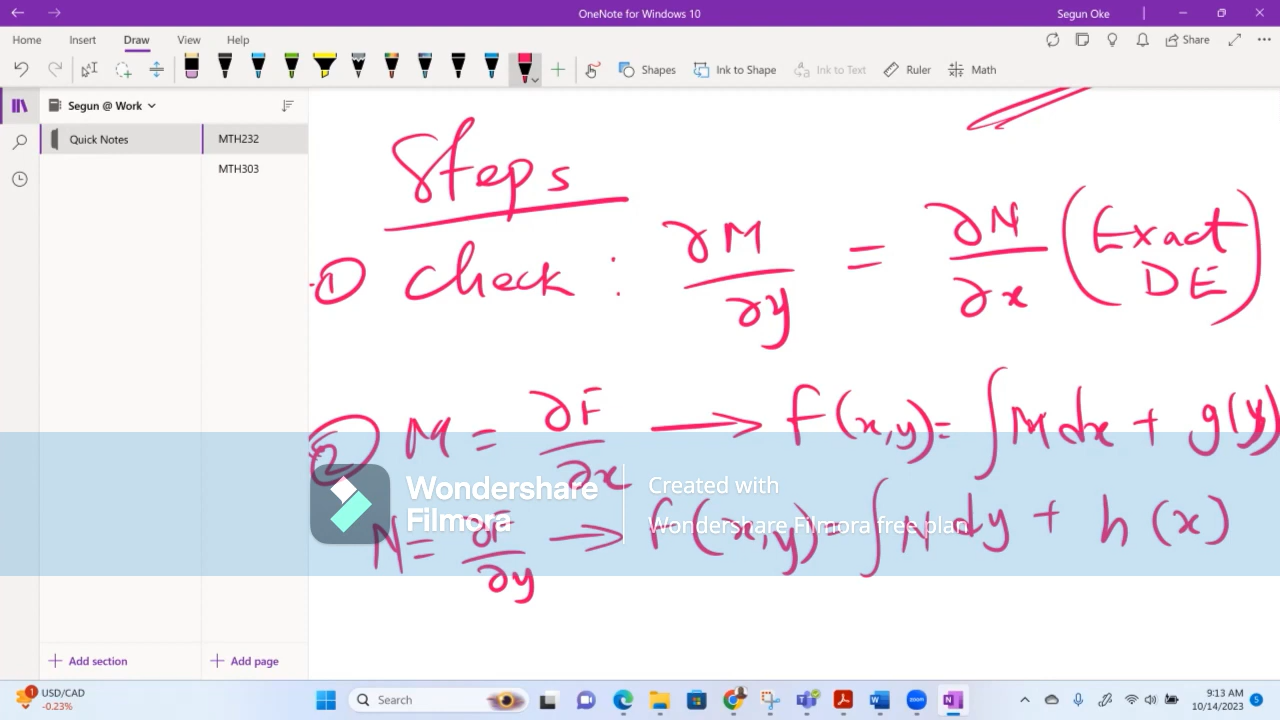 OneNote for Windows 10
Segun Oke
Home Insert Draw View Help
Share
Shapes Ink to Shape Ink to Text Ruler Math
Segun @ Work
Quick Notes
MTH232
MTH303
Steps
① Check : ∂M/∂y = ∂N/∂x (Exact DE)
② M = ∂F/∂x → f(x,y) = ∫M dx + g(y)
N = ∂F/∂y → f(x,y) = ∫N dy + h(x)
Wondershare Filmora
Created with
Wondershare Filmora free plan
Add section
Add page
1
USD/CAD
-0.23%
Search
zoom
9:13 AM
10/14/2023
5